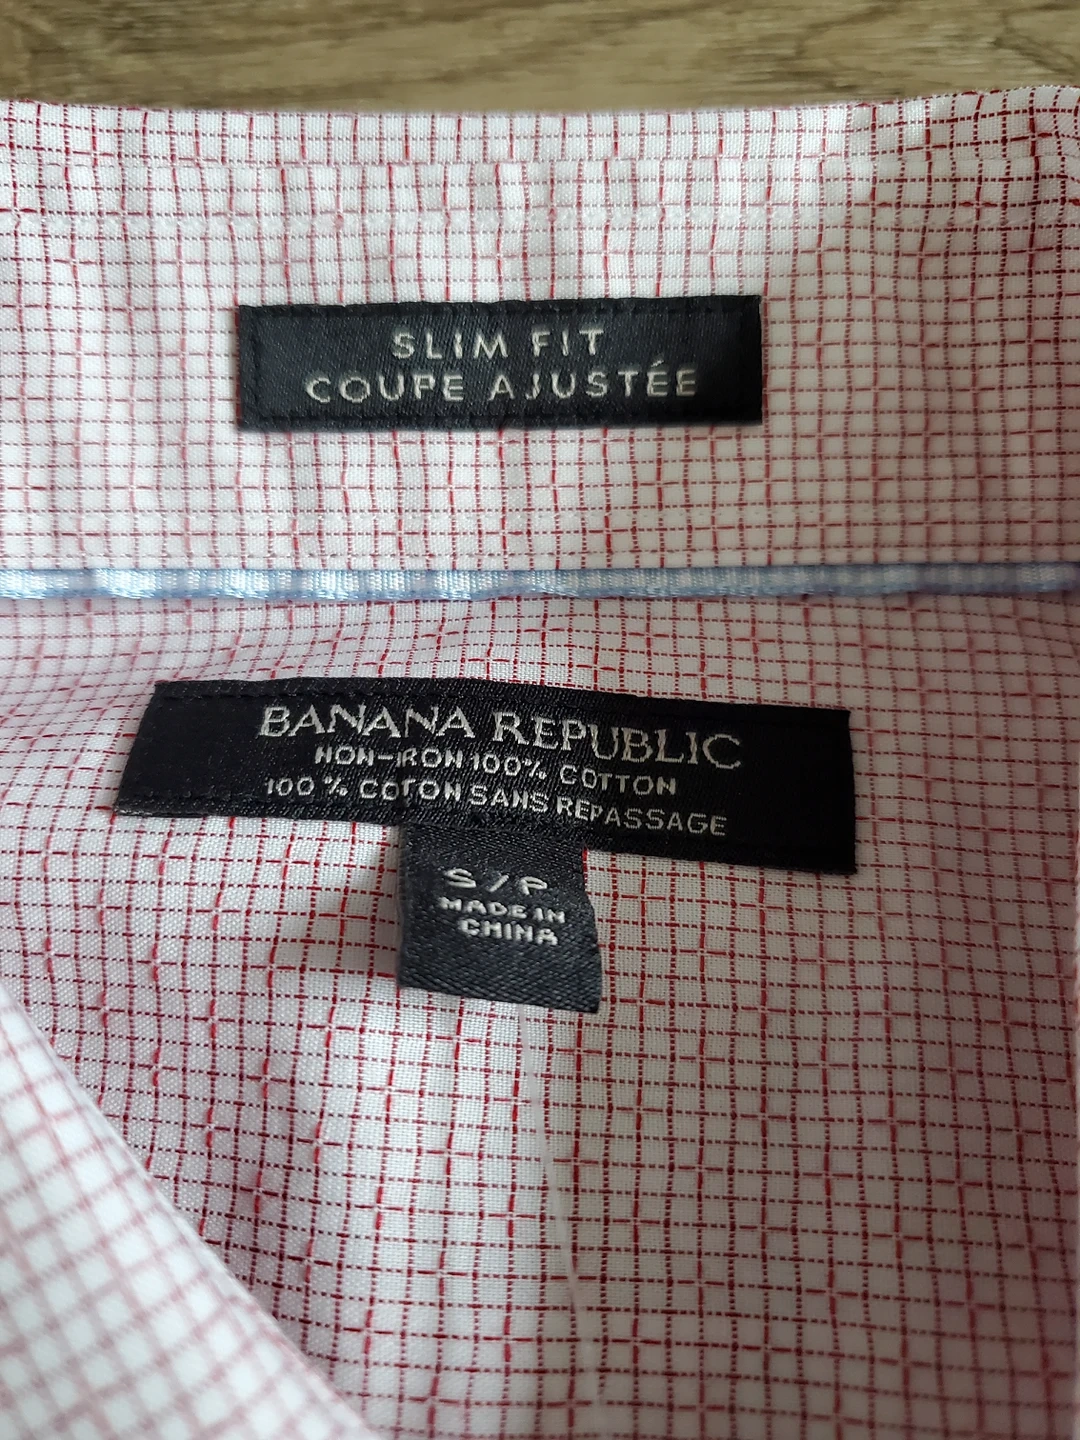 SLIM FIT
COUPE AJUSTÉE
BANANA REPUBLIC
NON-IRON 100% COTTON
100 % COTON SANS REPASSAGE
S/P
MADE IN
CHINA